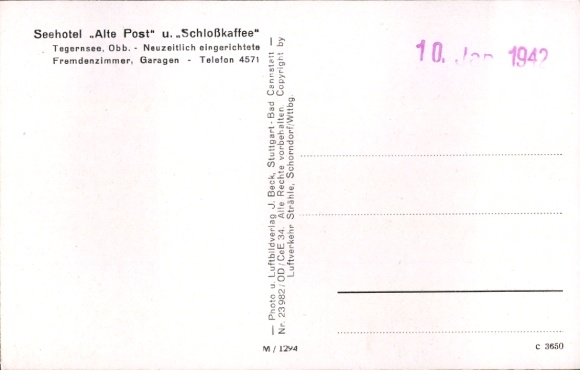 Seehotel „Alte Post“ u. „Schloßkaffee“
Tegernsee, Obb. - Neuzeitlich eingerichtete
Fremdenzimmer, Garagen - Telefon 4571
10. Jan 1942
— Photo u. Luftbildverlag J. Beck, Stuttgart - Bad Cannstatt —
Nr. 23982/OD/CeE 34. Alle Rechte vorbehalten. Copyright by
Luftverkehr Strähle, Schorndorf/Wttbg.
M / 1294
C 3650